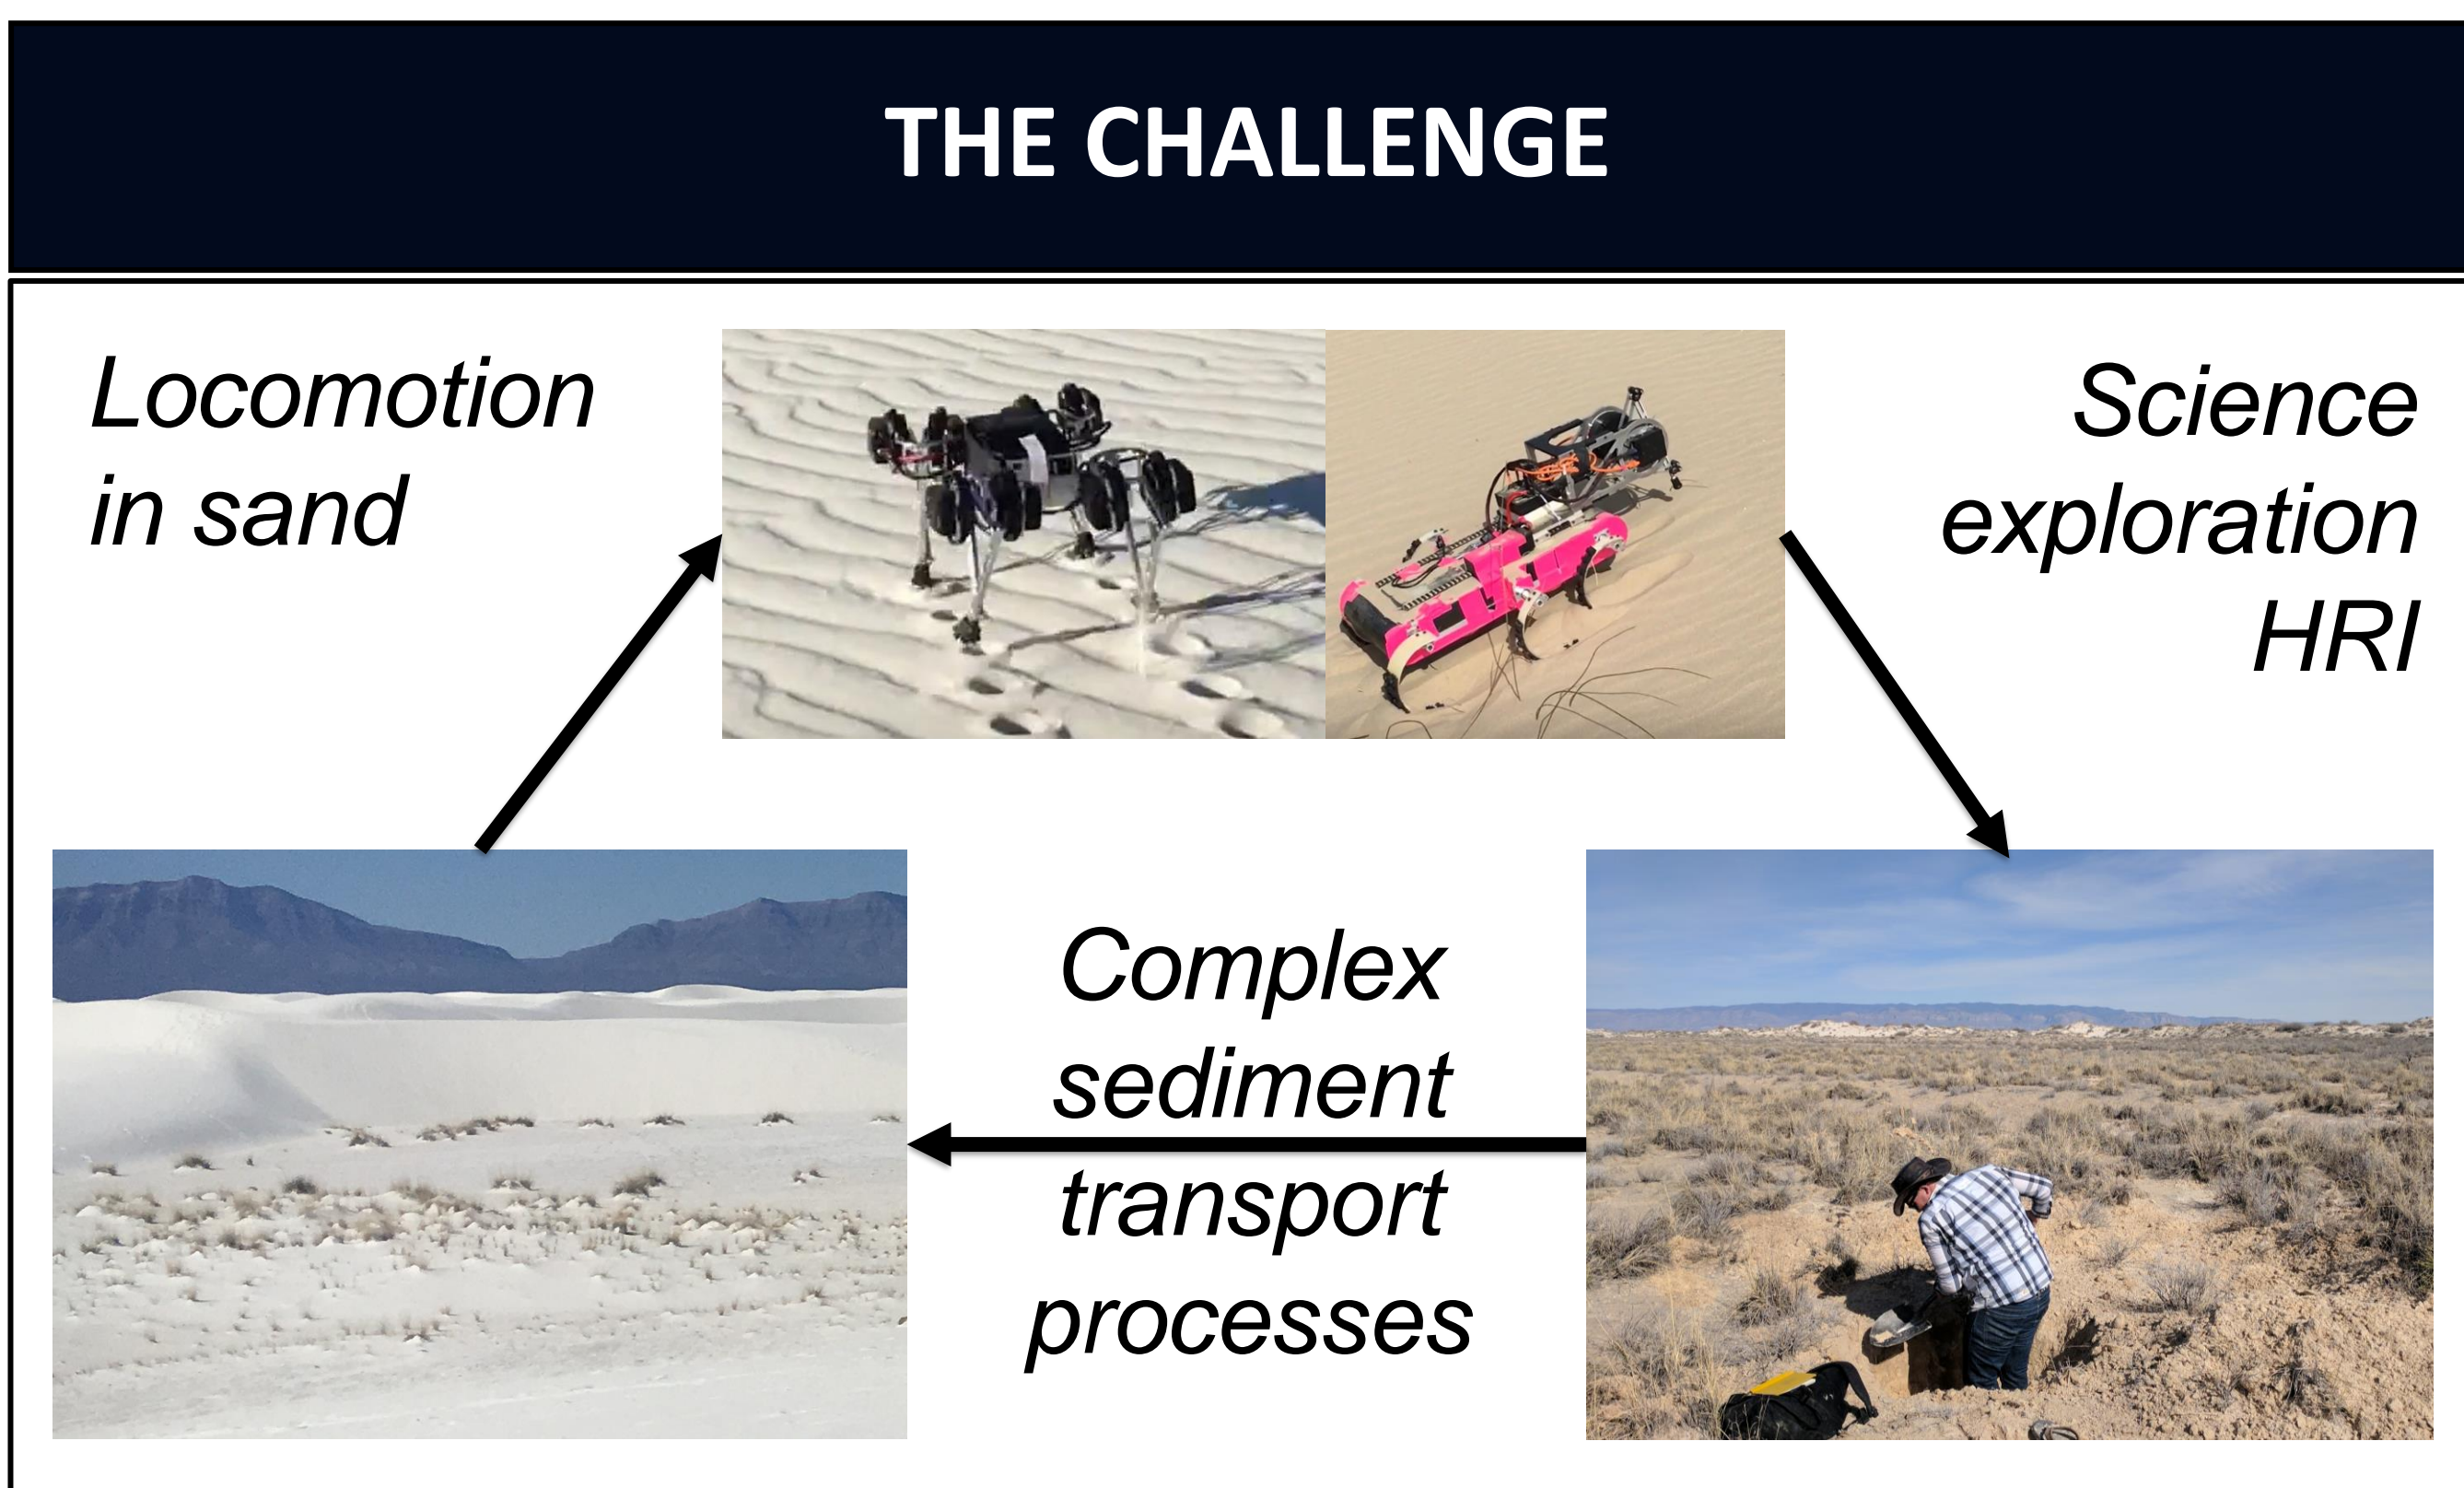 THE CHALLENGE
Locomotion
in sand
Science
exploration
HRI
Complex
sediment
transport
processes